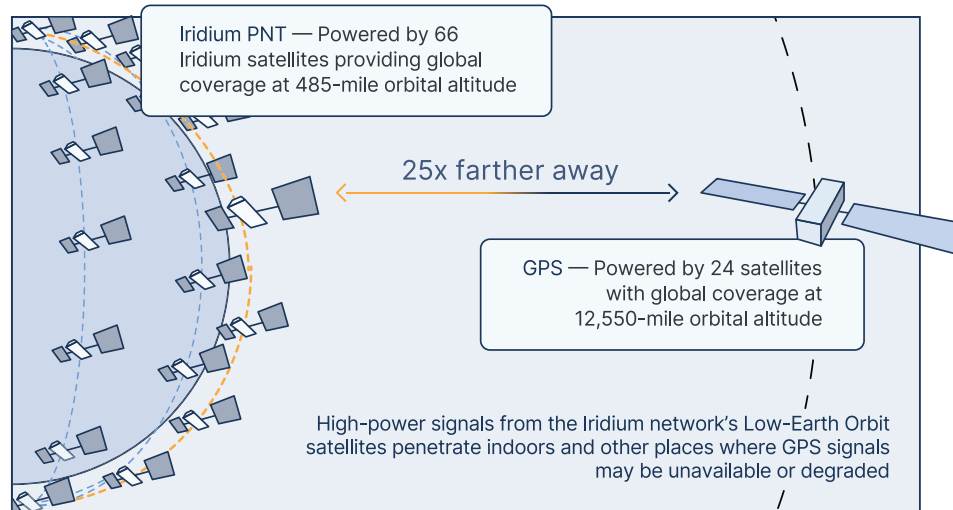 Iridium PNT — Powered by 66
Iridium satellites providing global
coverage at 485-mile orbital altitude
25x farther away
GPS — Powered by 24 satellites
with global coverage at
12,550-mile orbital altitude
High-power signals from the Iridium network’s Low-Earth Orbit
satellites penetrate indoors and other places where GPS signals
may be unavailable or degraded